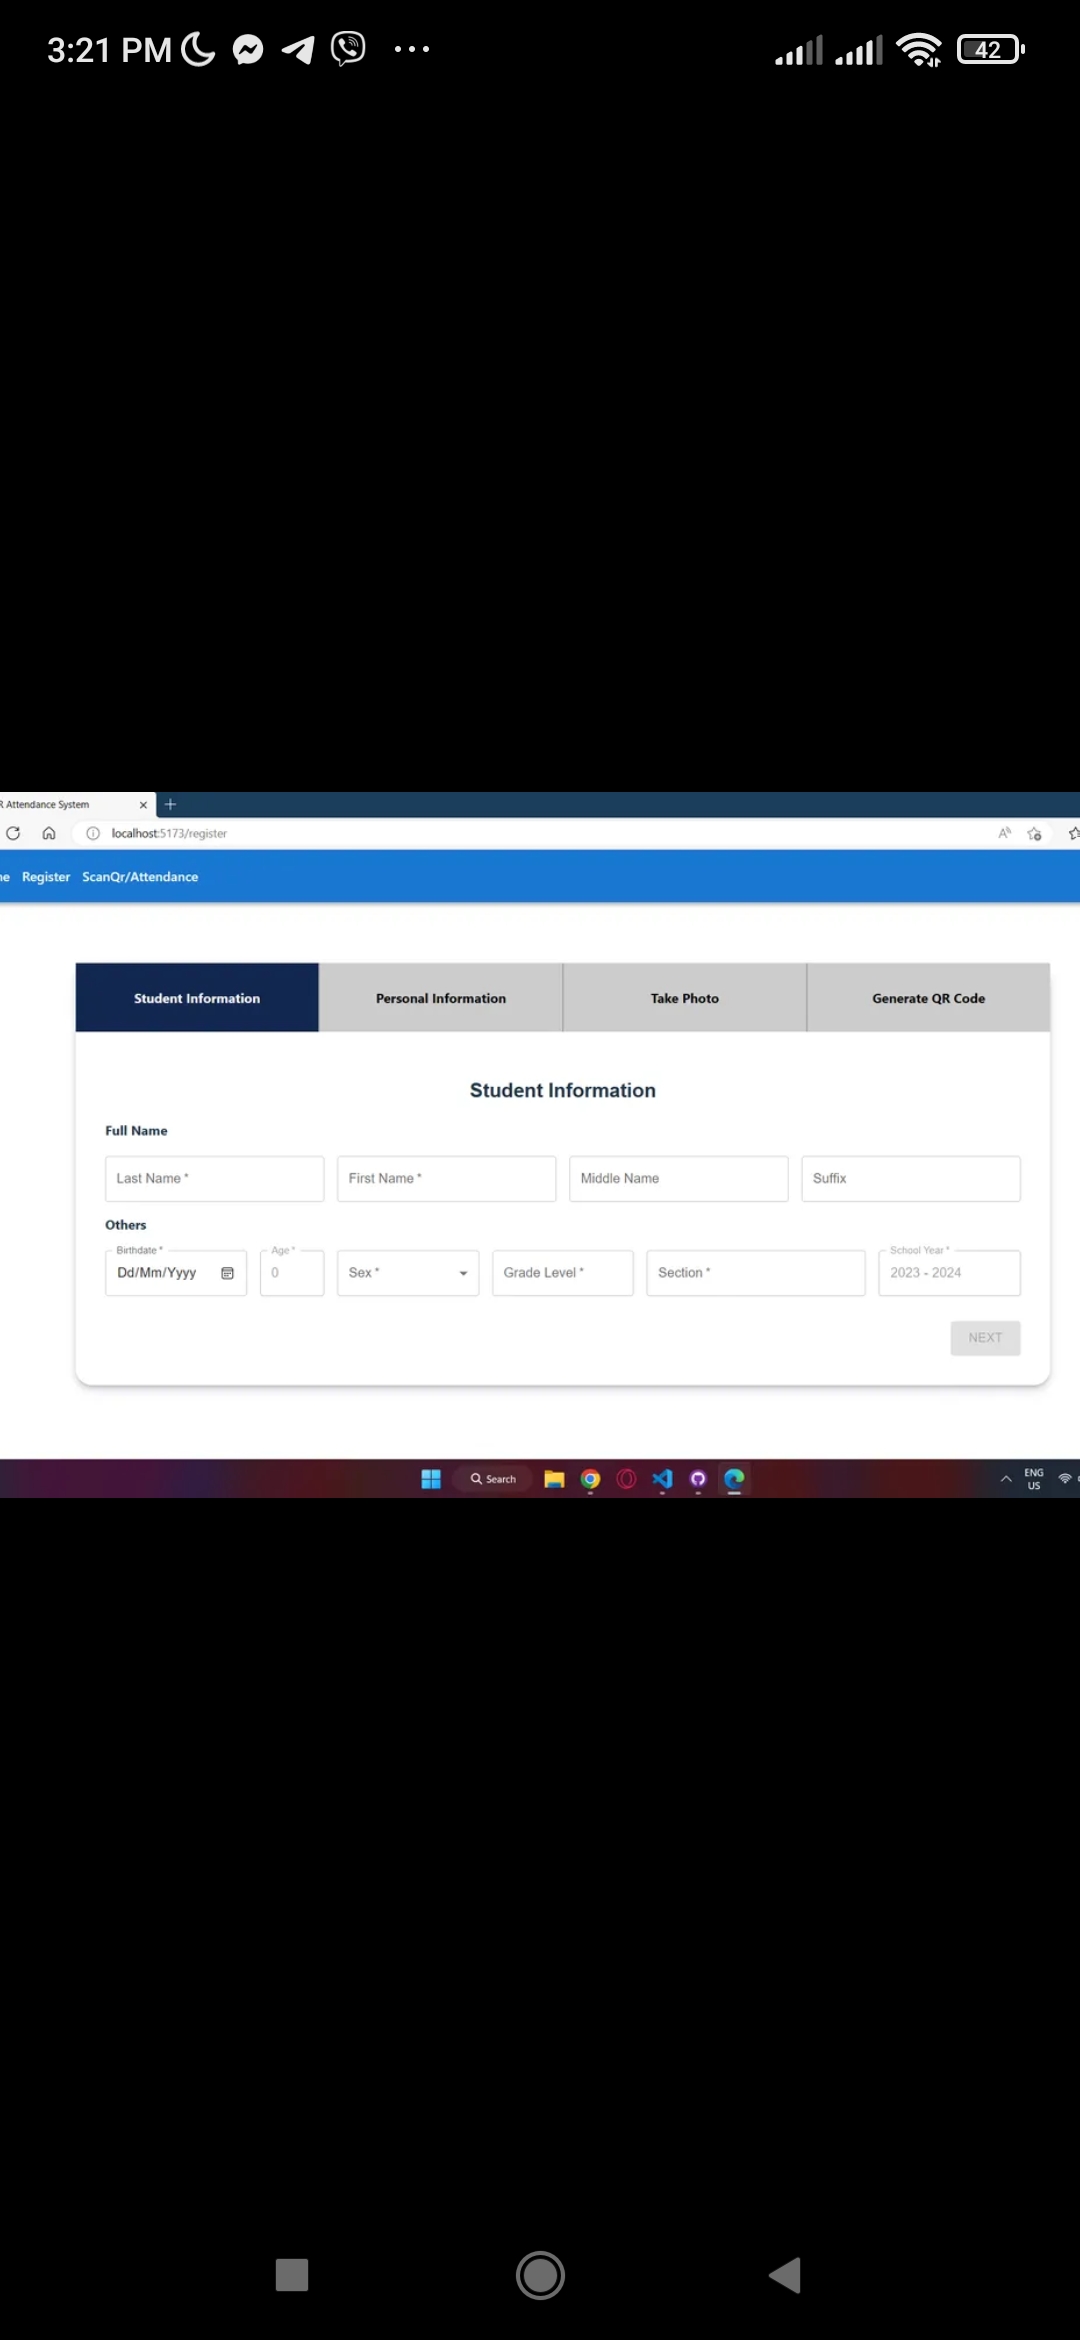 3:21 PM
42
R Attendance System
localhost:5173/register
ne Register ScanQr/Attendance
Student Information Personal Information Take Photo Generate QR Code
Student Information
Full Name
Last Name * First Name * Middle Name Suffix
Others
Birthdate * Age * School Year *
Dd/Mm/Yyyy 0 Sex * Grade Level * Section * 2023 - 2024
NEXT
Search ENG
US